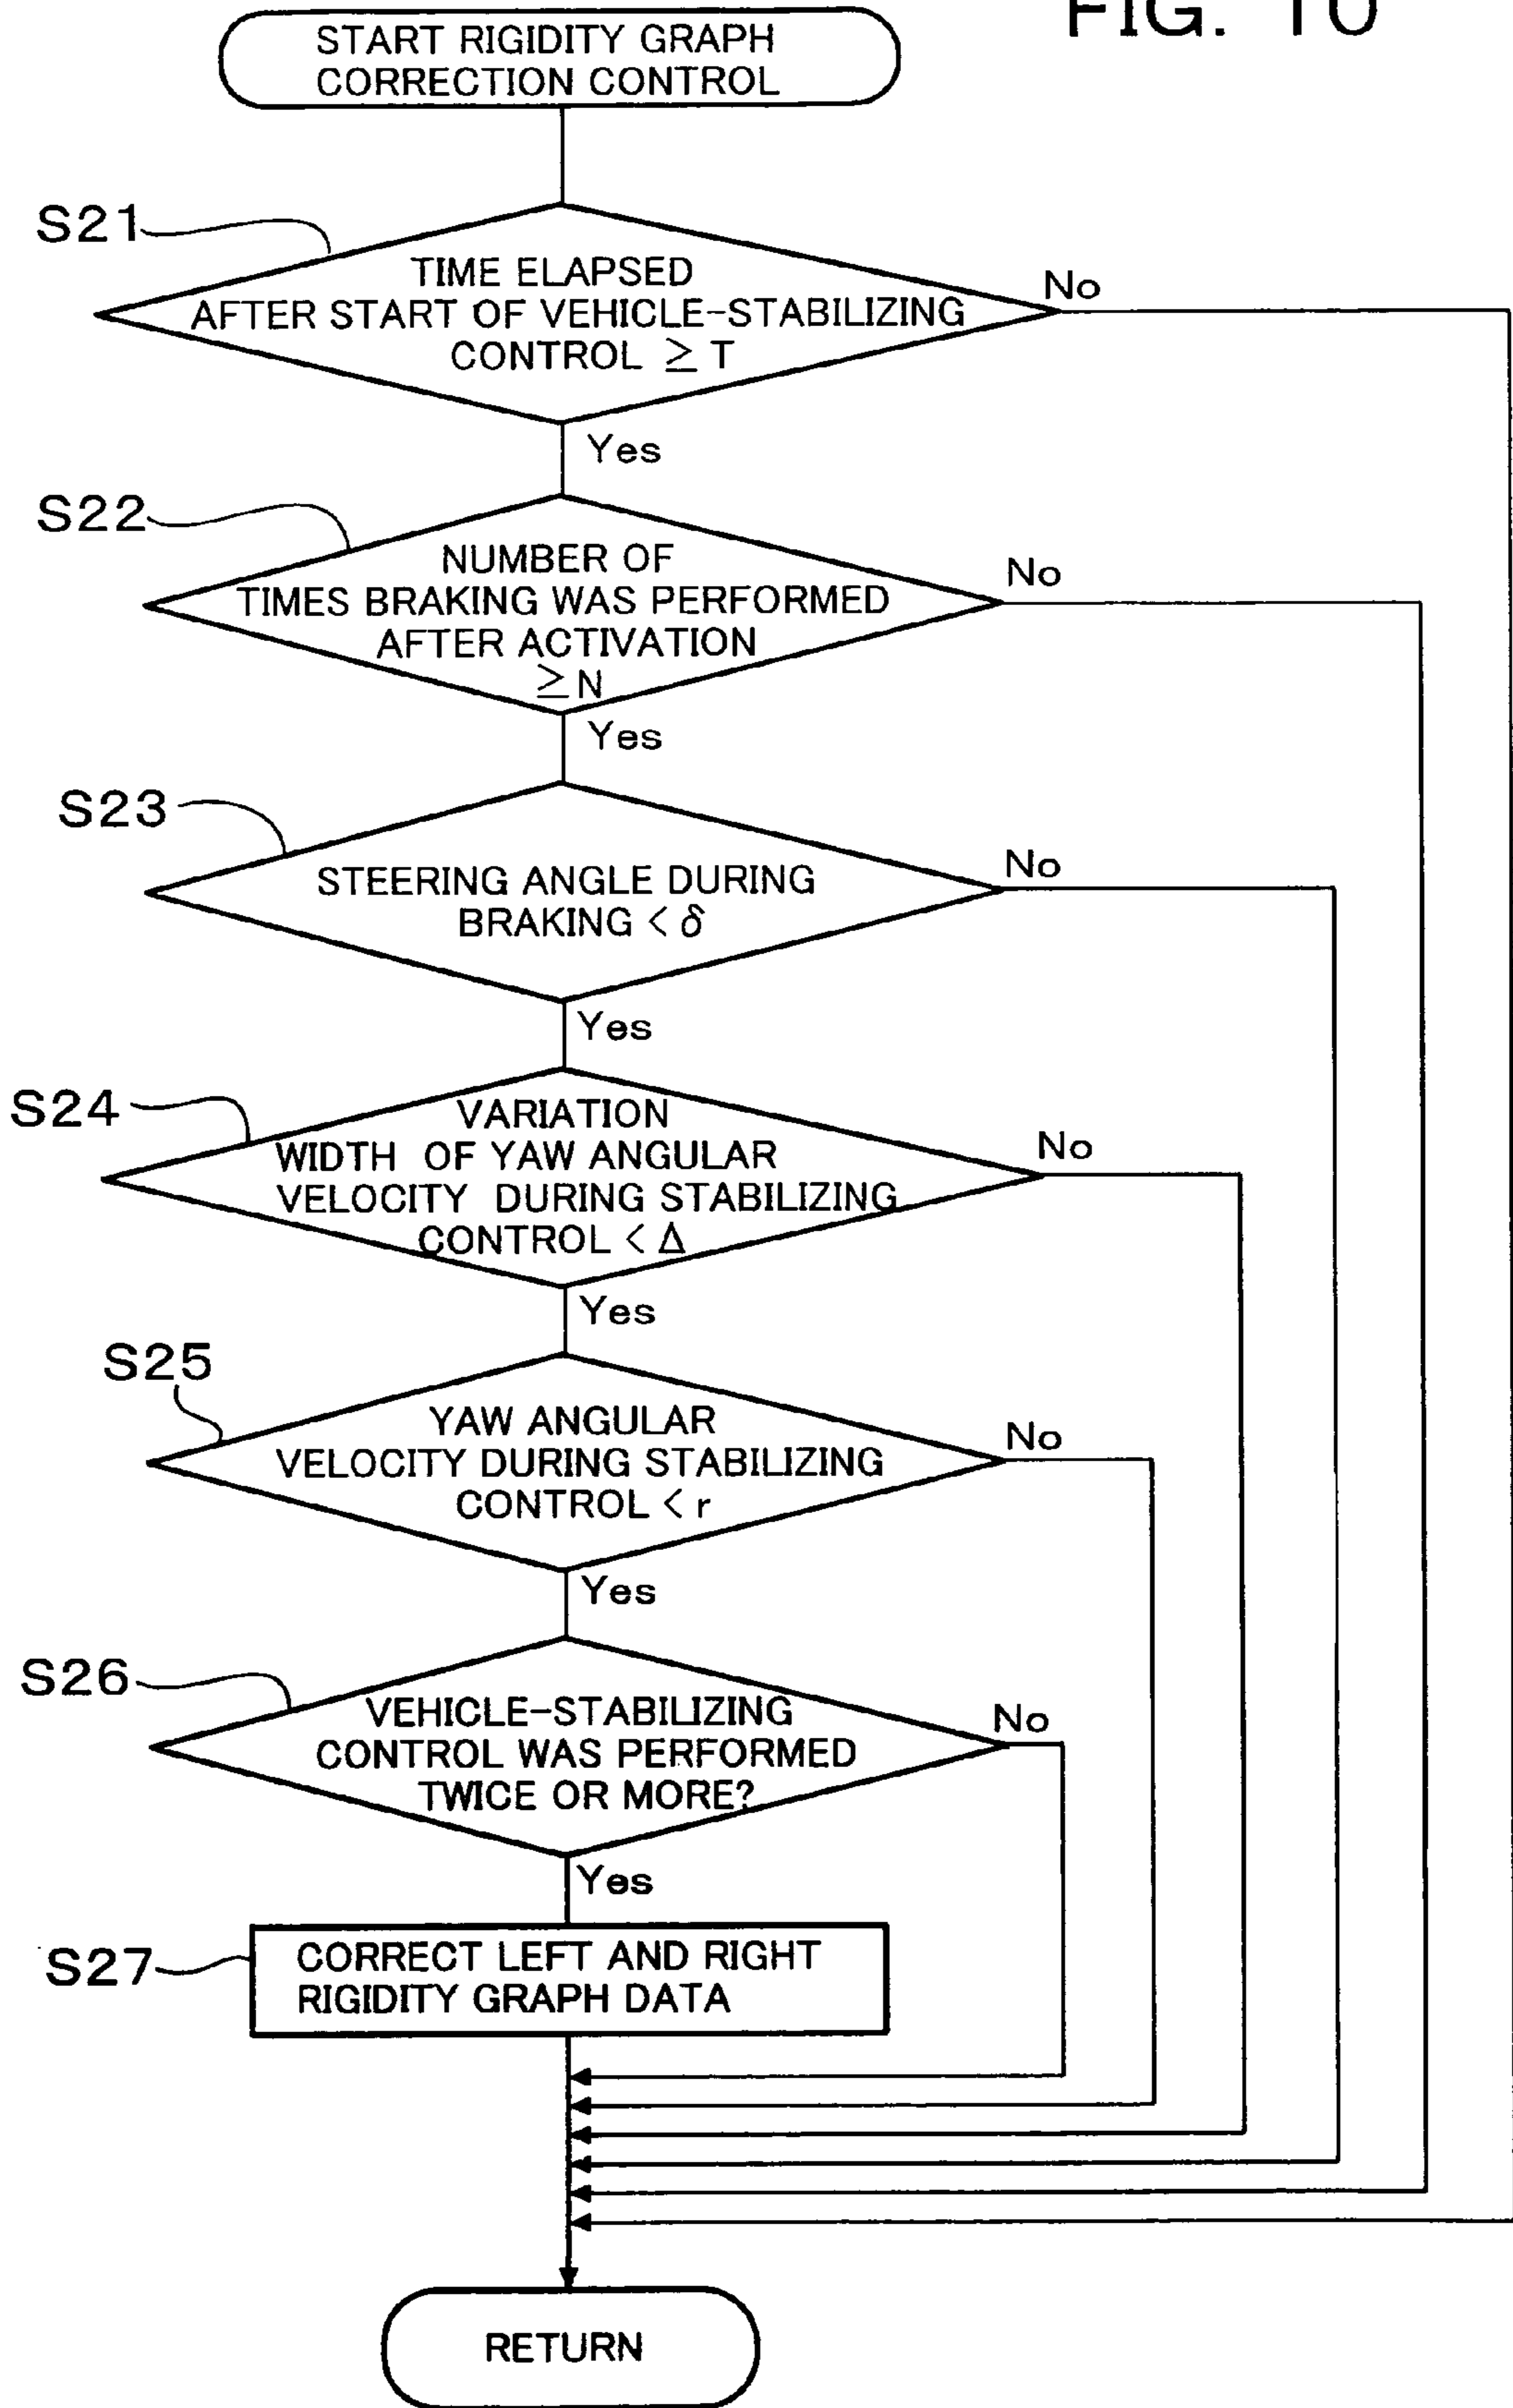 FIG. 10
START RIGIDITY GRAPH
CORRECTION CONTROL
S21
TIME ELAPSED
AFTER START OF VEHICLE-STABILIZING
CONTROL ≥ T
No
Yes
S22
NUMBER OF
TIMES BRAKING WAS PERFORMED
AFTER ACTIVATION
≥ N
No
Yes
S23
STEERING ANGLE DURING
BRAKING < δ
No
Yes
S24
VARIATION
WIDTH OF YAW ANGULAR
VELOCITY DURING STABILIZING
CONTROL < Δ
No
Yes
S25
YAW ANGULAR
VELOCITY DURING STABILIZING
CONTROL < r
No
Yes
S26
VEHICLE-STABILIZING
CONTROL WAS PERFORMED
TWICE OR MORE?
No
Yes
S27
CORRECT LEFT AND RIGHT
RIGIDITY GRAPH DATA
RETURN